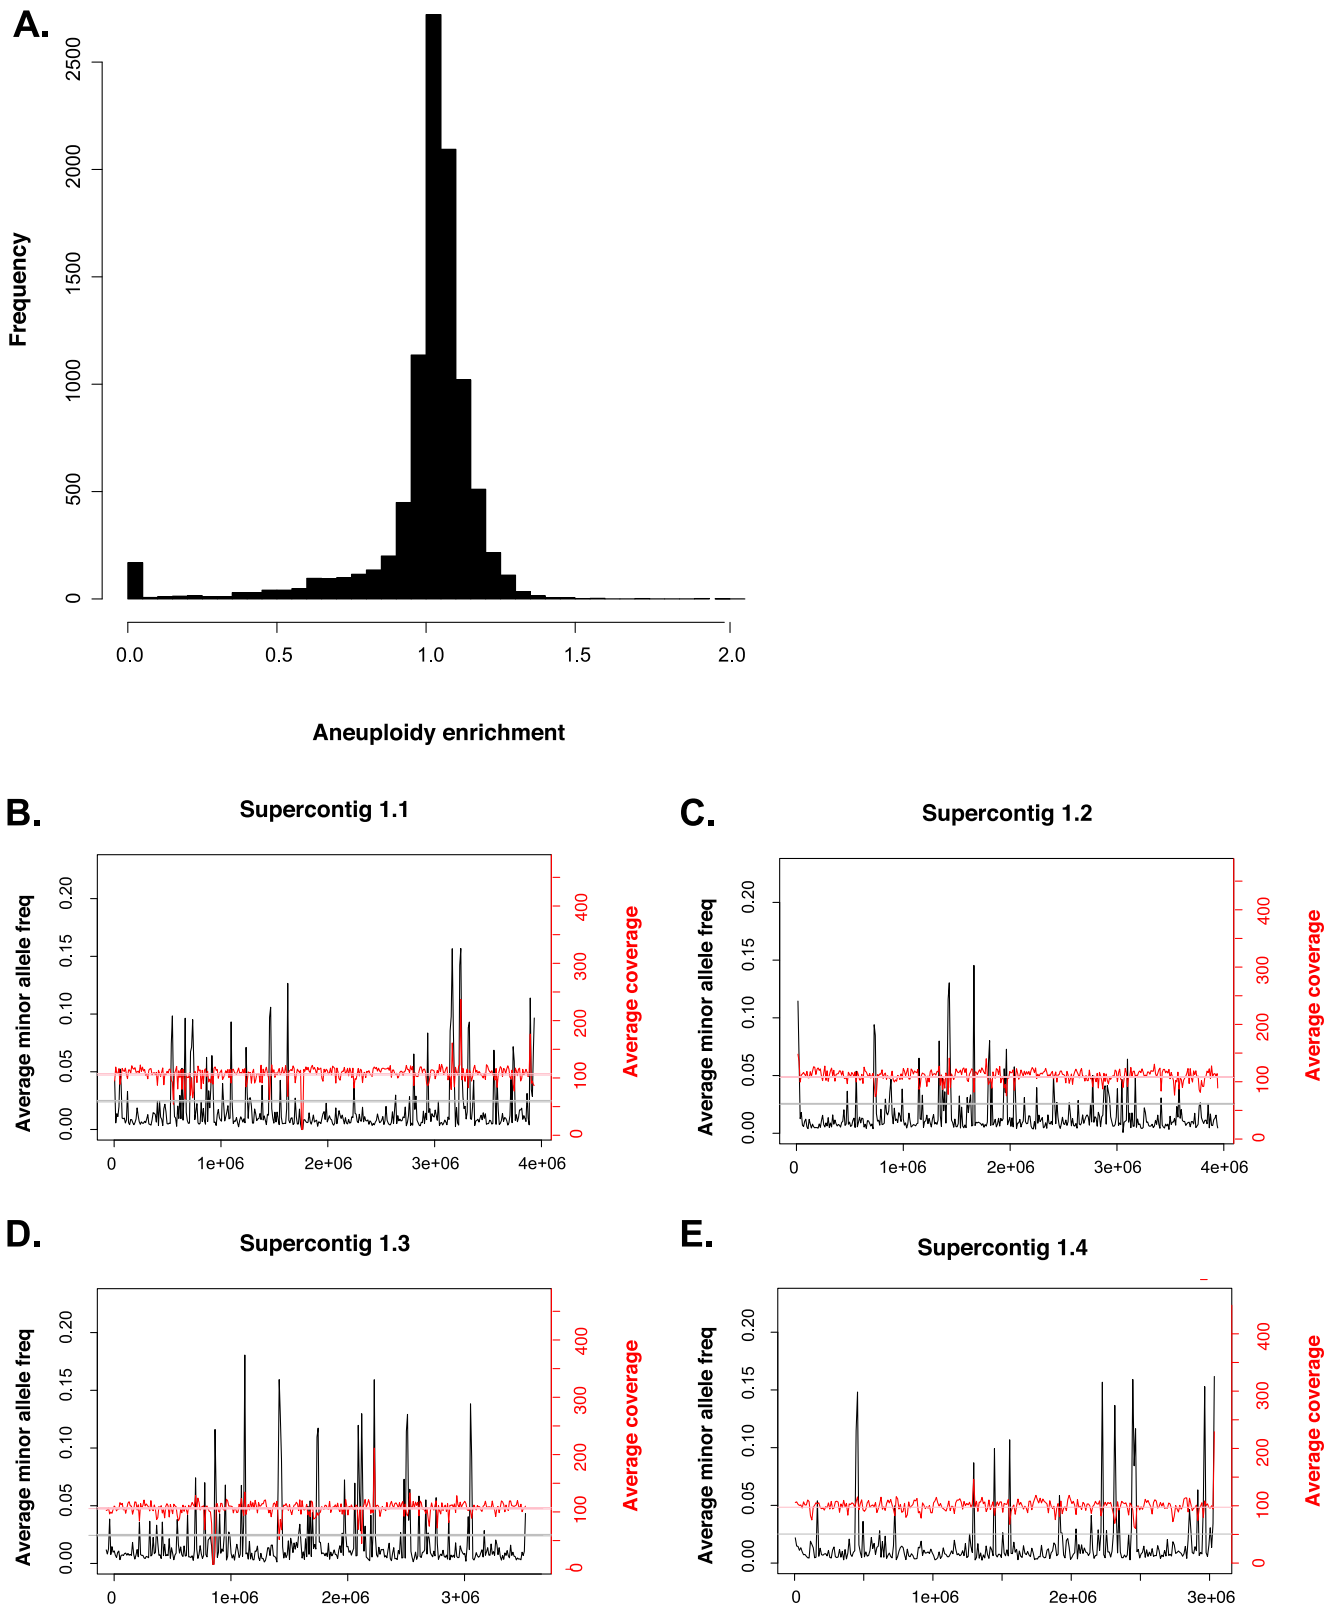 A.
2500
2000
1500
1000
500
0
Frequency
0.0 0.5 1.0 1.5 2.0
Aneuploidy enrichment
B.
Supercontig 1.1
Average minor allele freq
0.20
0.15
0.10
0.05
0.00
400
300
200
100
0
Average coverage
0 1e+06 2e+06 3e+06 4e+06
C.
Supercontig 1.2
Average minor allele freq
0.20
0.15
0.10
0.05
0.00
400
300
200
100
0
Average coverage
0 1e+06 2e+06 3e+06 4e+06
D.
Supercontig 1.3
Average minor allele freq
0.20
0.15
0.10
0.05
0.00
400
300
200
100
0
Average coverage
0 1e+06 2e+06 3+06
E.
Supercontig 1.4
Average minor allele freq
0.20
0.15
0.10
0.05
0.00
400
300
200
100
0
Average coverage
0 1e+06 2e+06 3e+06